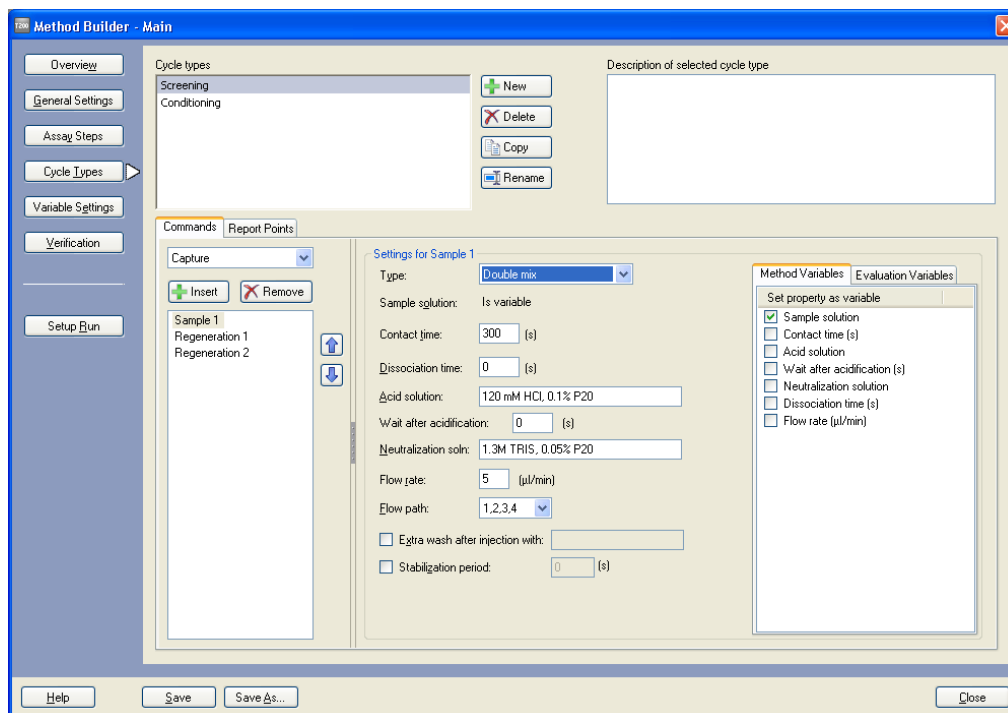 T200 Method Builder - Main
Overview
General Settings
Assay Steps
Cycle Types
Variable Settings
Verification
Setup Run
Cycle types
Screening
Conditioning
New
Delete
Copy
Rename
Description of selected cycle type
Commands Report Points
Capture
Insert Remove
Sample 1
Regeneration 1
Regeneration 2
Settings for Sample 1
Type: Double mix
Sample solution: Is variable
Contact time: 300 (s)
Dissociation time: 0 (s)
Acid solution: 120 mM HCl, 0.1% P20
Wait after acidification: 0 (s)
Neutralization soln: 1.3M TRIS, 0.05% P20
Flow rate: 5 (µl/min)
Flow path: 1,2,3,4
Extra wash after injection with:
Stabilization period: 0 (s)
Method Variables Evaluation Variables
Set property as variable
Sample solution
Contact time (s)
Acid solution
Wait after acidification (s)
Neutralization solution
Dissociation time (s)
Flow rate (µl/min)
Help Save Save As... Close